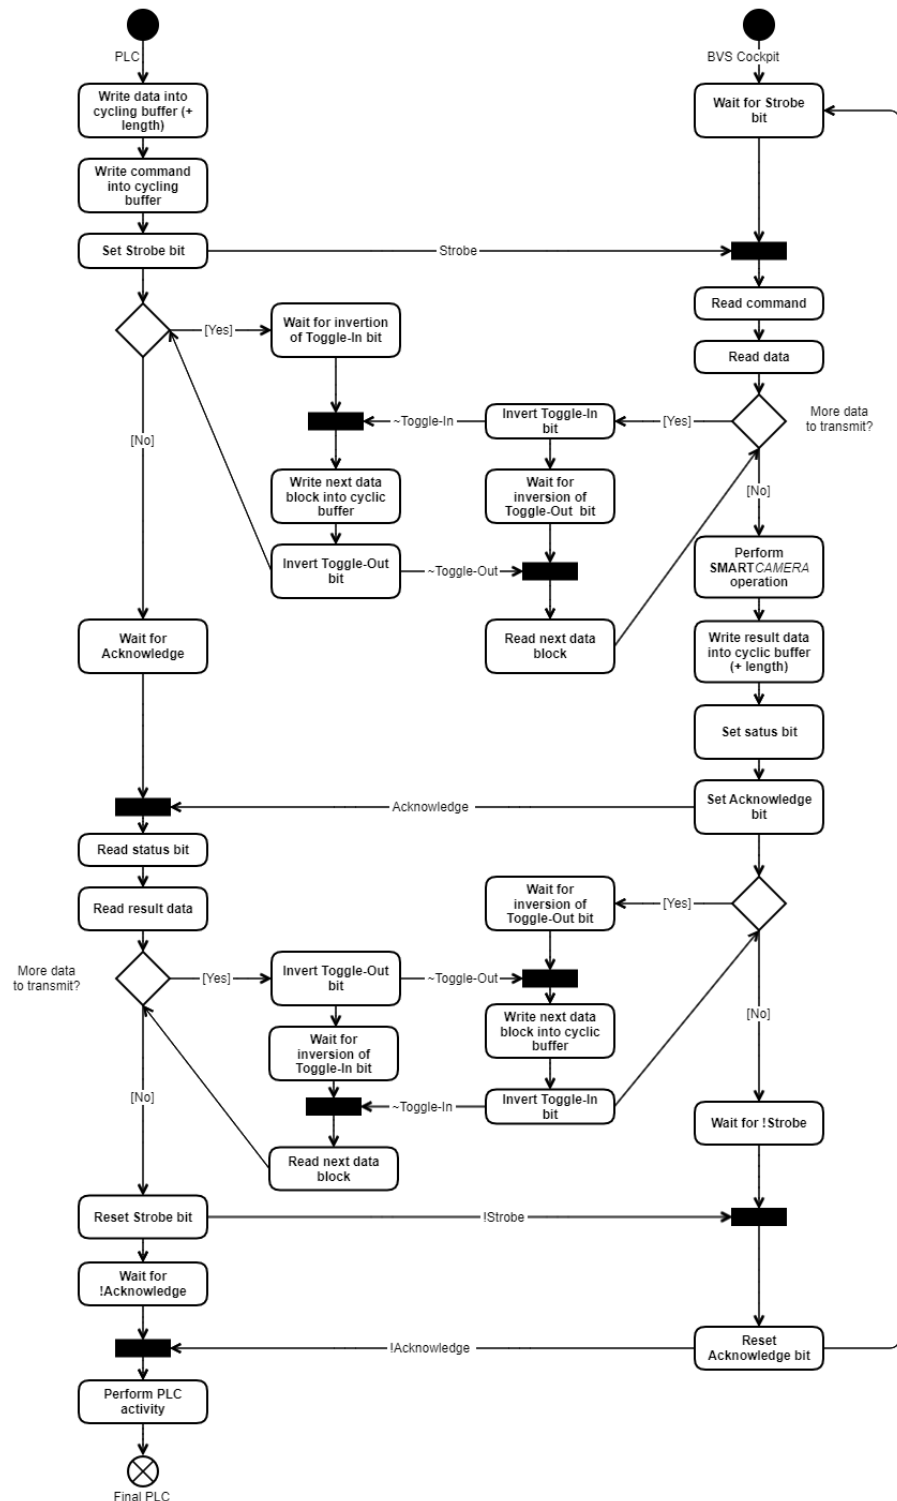 PLC
BVS Cockpit
Write data into
cycling buffer (+
length)
Wait for Strobe
bit
Write command
into cycling
buffer
Set Strobe bit
Strobe
Read command
[Yes]
Wait for invertion
of Toggle-In bit
Read data
[No]
~Toggle-In
Invert Toggle-In
bit
[Yes]
More data
to transmit?
Write next data
block into cyclic
buffer
Wait for
inversion of
Toggle-Out bit
[No]
Invert Toggle-Out
bit
~Toggle-Out
Perform
SMARTCAMERA
operation
Wait for
Acknowledge
Read next data
block
Write result data
into cyclic buffer
(+ length)
Set satus bit
Acknowledge
Set Acknowledge
bit
Read status bit
Read result data
Wait for
inversion of
Toggle-Out bit
[Yes]
More data
to transmit?
[Yes]
Invert Toggle-Out
bit
~Toggle-Out
[No]
Write next data
block into cyclic
buffer
Wait for
inversion of
Toggle-In bit
[No]
~Toggle-In
Invert Toggle-In
bit
Wait for !Strobe
Read next data
block
Reset Strobe bit
!Strobe
Wait for
!Acknowledge
!Acknowledge
Reset
Acknowledge bit
Perform PLC
activity
Final PLC